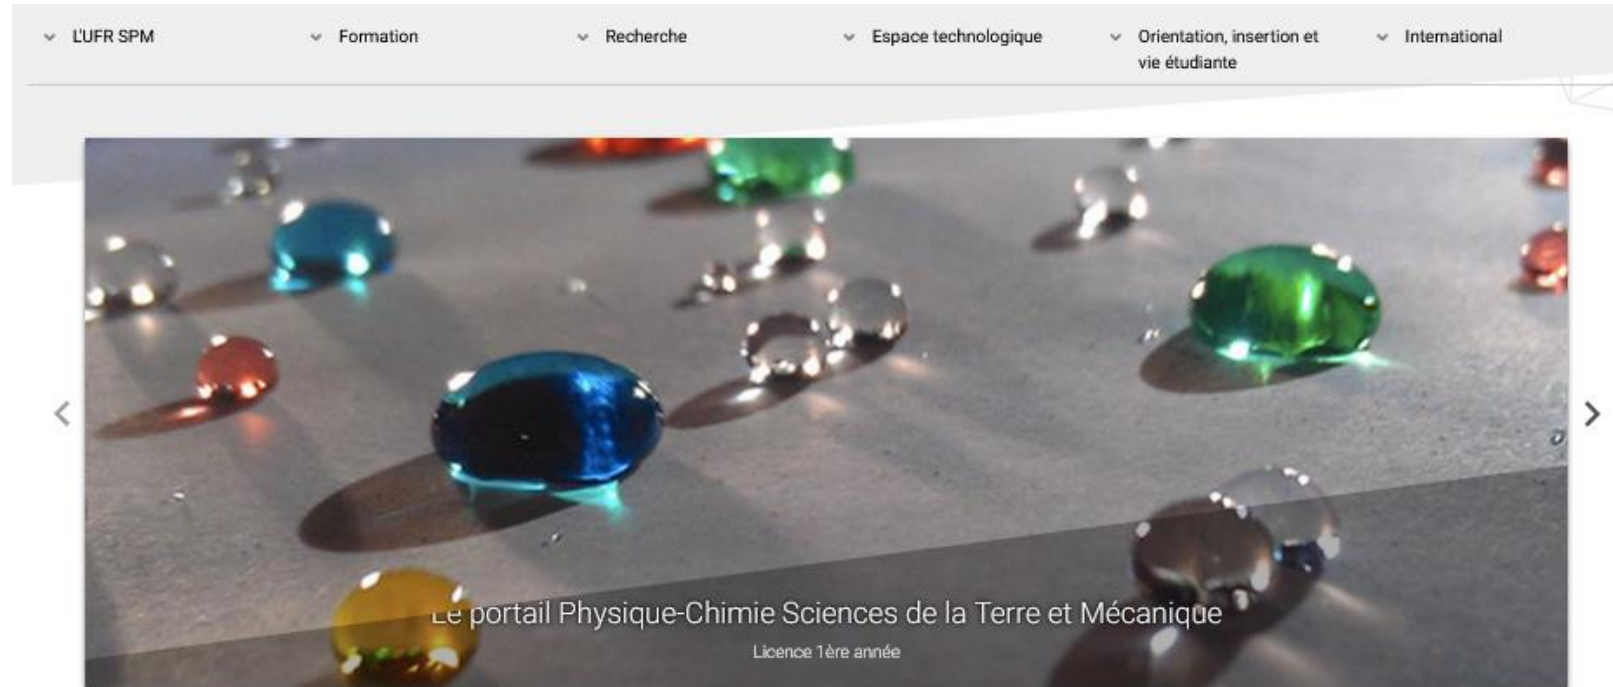 L'UFR SPM
Formation
Recherche
Espace technologique
Orientation, insertion et
vie étudiante
International
Le portail Physique-Chimie Sciences de la Terre et Mécanique
Licence 1ère année